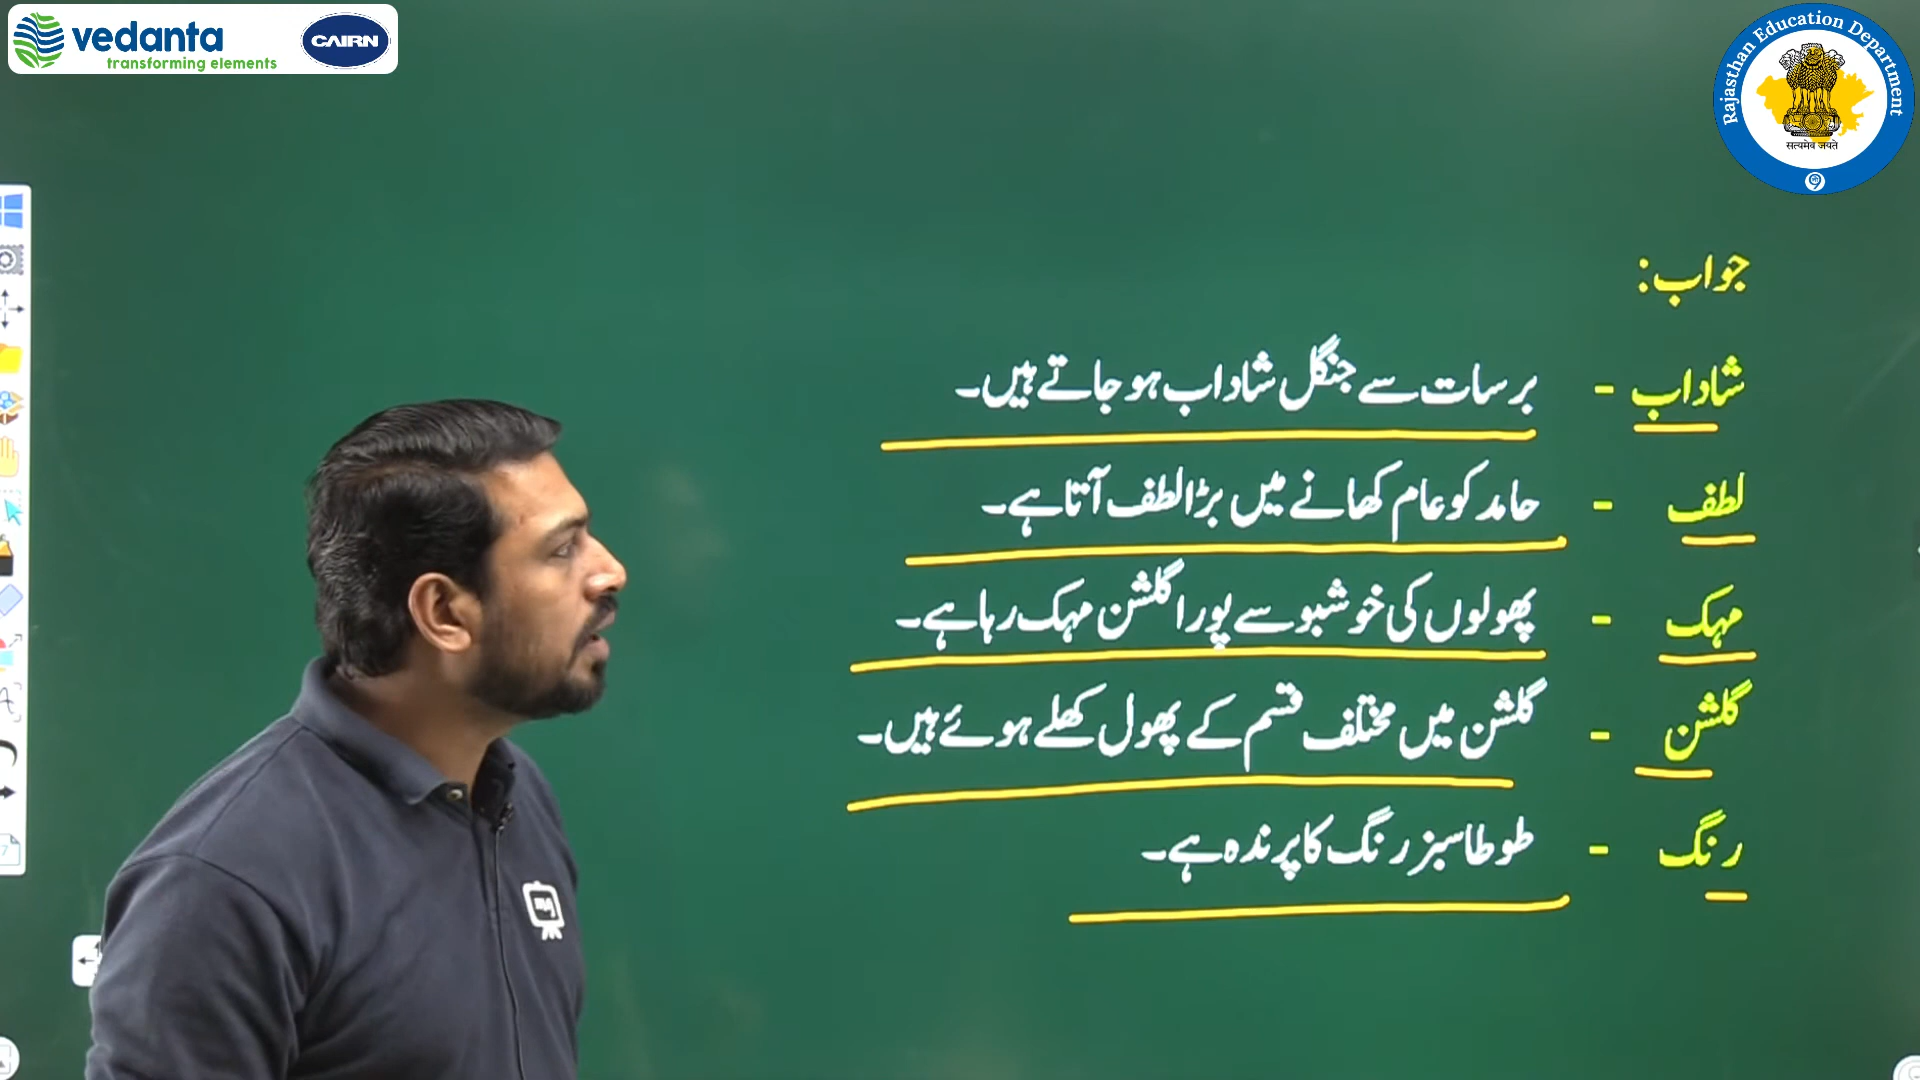 vedanta
transforming elements
CAIRN
Rajasthan Education Department
सत्यमेव जयते
جواب:
شاداب - برسات سے جنگل شاداب ہو جاتے ہیں۔
لطف - حامد کو عام کھانے میں بڑا لطف آتا ہے۔
مہک - پھولوں کی خوشبو سے پورا گلشن مہک رہا ہے۔
گلشن - گلشن میں مختلف قسم کے پھول کھلے ہوئے ہیں۔
رنگ - طوطا سبز رنگ کا پرندہ ہے۔